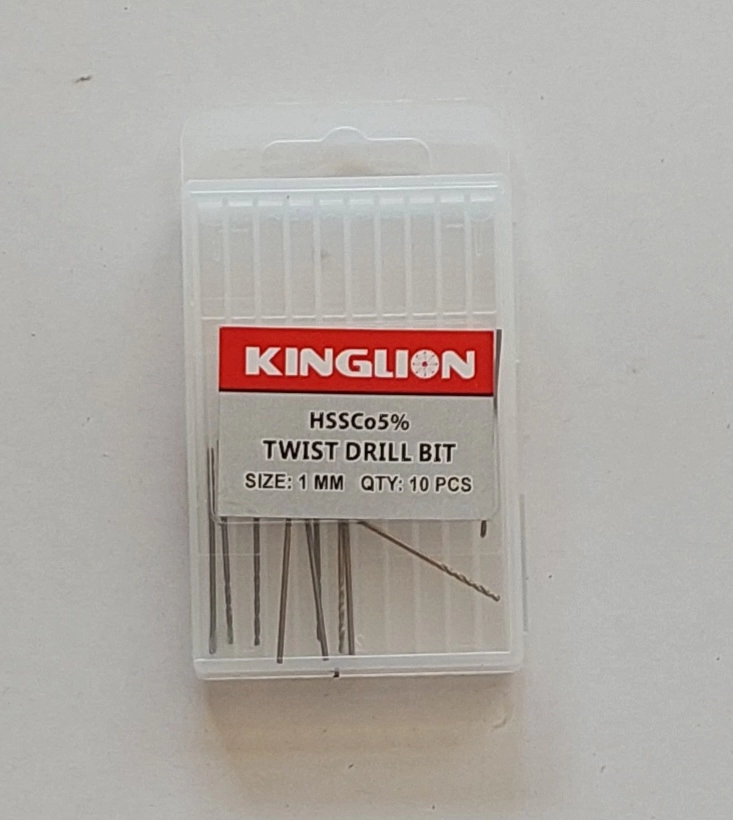 KINGLION
HSSCo5%
TWIST DRILL BIT
SIZE: 1 MM QTY: 10 PCS